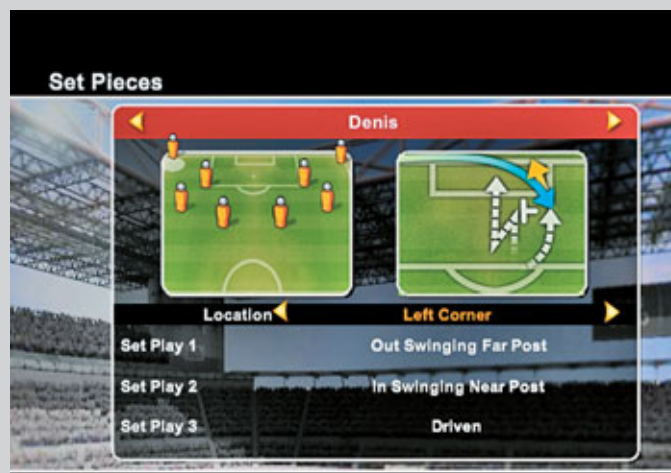 Set Pieces
Denis
Location Left Corner
Set Play 1 Out Swinging Far Post
Set Play 2 In Swinging Near Post
Set Play 3 Driven